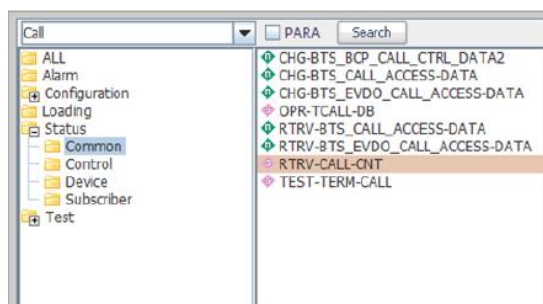 Call PARA Search
ALL
Alarm
Configuration
Loading
Status
Common
Control
Device
Subscriber
Test
CHG-BTS_BCP_CALL_CTRL_DATA2
CHG-BTS_CALL_ACCESS-DATA
CHG-BTS_EVDO_CALL_ACCESS-DATA
OPR-TCALL-DB
RTRV-BTS_CALL_ACCESS-DATA
RTRV-BTS_EVDO_CALL_ACCESS-DATA
RTRV-CALL-CNT
TEST-TERM-CALL